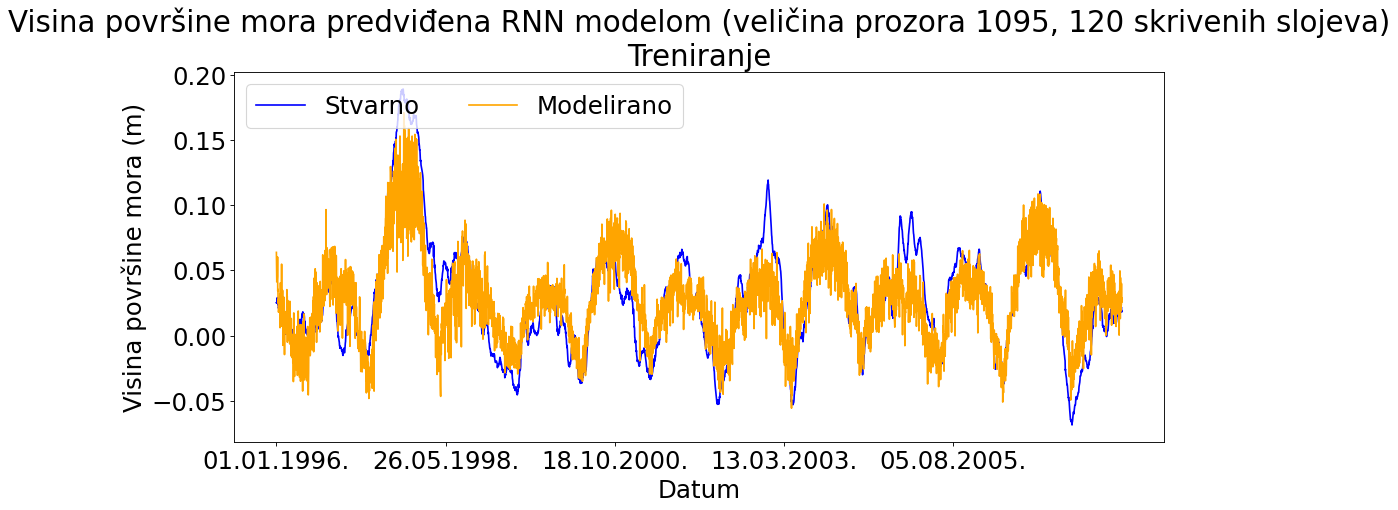 Visina površine mora predviđena RNN modelom (veličina prozora 1095, 120 skrivenih slojeva)
Treniranje
Stvarno Modelirano
Visina površine mora (m)
0.20
0.15
0.10
0.05
0.00
−0.05
01.01.1996. 26.05.1998. 18.10.2000. 13.03.2003. 05.08.2005.
Datum